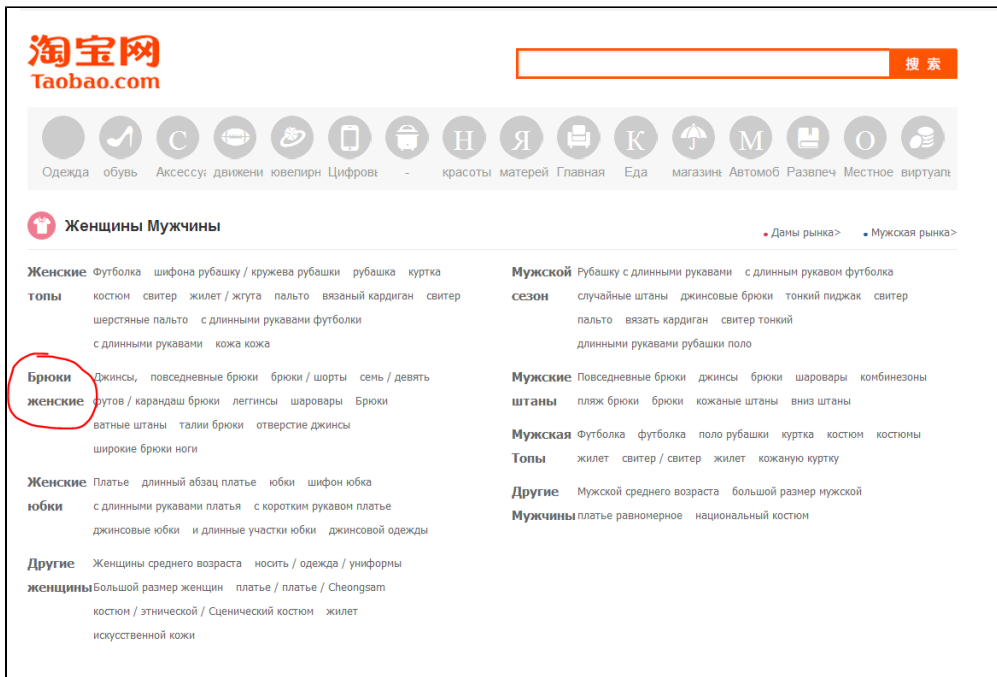 淘宝网
Taobao.com
搜 索
С Н Я К М О
Одежда обувь Аксессу движени ювелирн Цифровь - красоты матерей Главная Еда магазинь Автомоб Развлеч Местное виртуаль
Женщины Мужчины
Дамы рынка> Мужская рынка>
Женские топы
Футболка шифона рубашку / кружева рубашки рубашка куртка
костюм свитер жилет / жгута пальто вязаный кардиган свитер
шерстяные пальто с длинными рукавами футболки
с длинными рукавами кожа кожа
Брюки женские
Джинсы, повседневные брюки брюки / шорты семь / девять
футов / карандаш брюки леггинсы шаровары Брюки
ватные штаны талии брюки отверстие джинсы
широкие брюки ноги
Женские юбки
Платье длинный абзац платье юбки шифон юбка
с длинными рукавами платья с коротким рукавом платье
джинсовые юбки и длинные участки юбки джинсовой одежды
Другие женщины
Женщины среднего возраста носить / одежда / униформы
Большой размер женщин платье / платье / Cheongsam
костюм / этнической / Сценический костюм жилет
искусственной кожи
Мужской сезон
Рубашку с длинными рукавами с длинным рукавом футболка
случайные штаны джинсовые брюки тонкий пиджак свитер
пальто вязать кардиган свитер тонкий
длинными рукавами рубашки поло
Мужские штаны
Повседневные брюки джинсы брюки шаровары комбинезоны
пляж брюки брюки кожаные штаны вниз штаны
Мужская Топы
Футболка футболка поло рубашки куртка костюм костюмы
жилет свитер / свитер жилет кожаную куртку
Другие Мужчины
Мужской среднего возраста большой размер мужской
платье равномерное национальный костюм